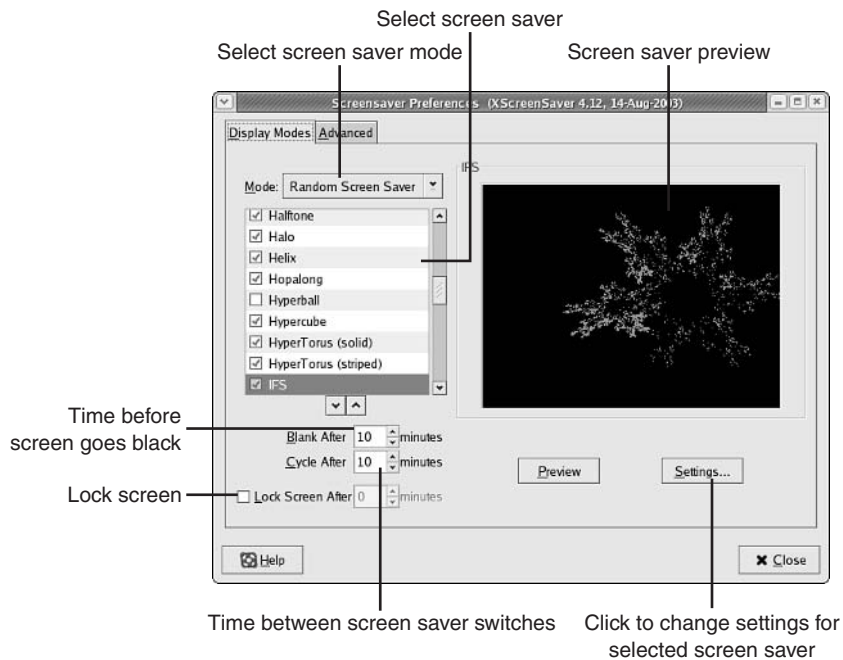 Select screen saver
Select screen saver mode
Screen saver preview
Screensaver Preferences (XScreenSaver 4.12, 14-Aug-2003)
Display Modes
Advanced
Mode: Random Screen Saver
IFS
Halftone
Halo
Helix
Hopalong
Hyperball
Hypercube
HyperTorus (solid)
HyperTorus (striped)
IFS
Time before
screen goes black
Blank After 10 minutes
Cycle After 10 minutes
Lock screen
Lock Screen After 0 minutes
Preview
Settings...
Help
Close
Time between screen saver switches
Click to change settings for
selected screen saver